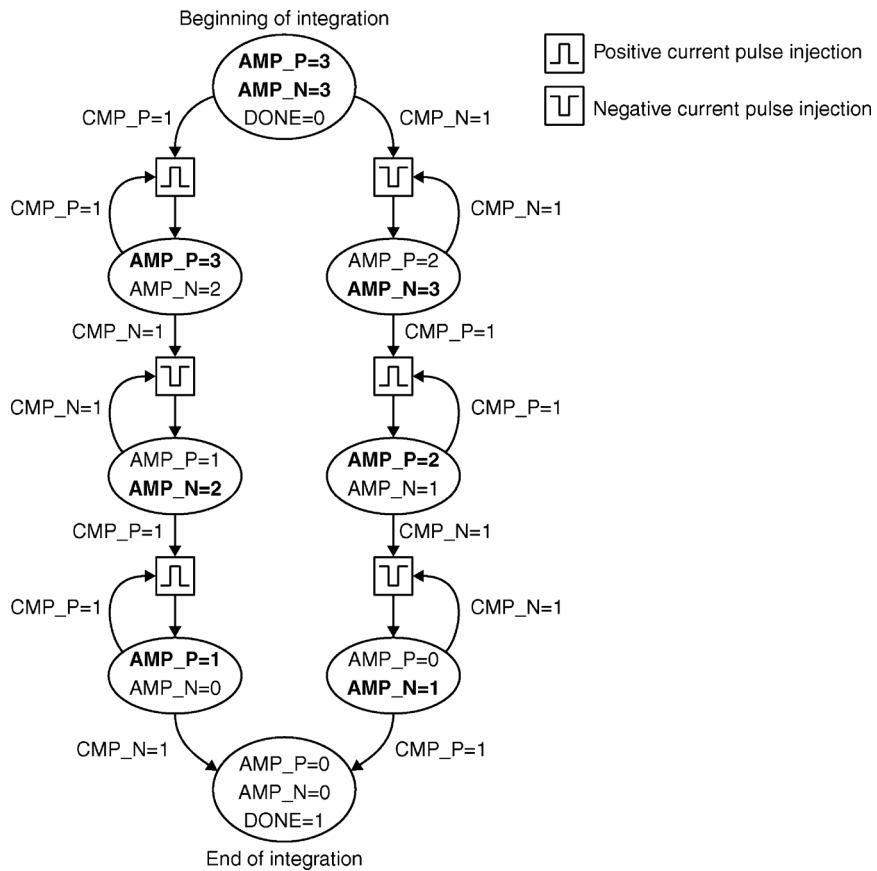 Beginning of integration
AMP_P=3
AMP_N=3
DONE=0
Positive current pulse injection
Negative current pulse injection
CMP_P=1
CMP_N=1
CMP_P=1
CMP_N=1
AMP_P=3
AMP_N=2
AMP_P=2
AMP_N=3
CMP_N=1
CMP_P=1
CMP_N=1
CMP_P=1
AMP_P=1
AMP_N=2
AMP_P=2
AMP_N=1
CMP_P=1
CMP_N=1
CMP_P=1
CMP_N=1
AMP_P=1
AMP_N=0
AMP_P=0
AMP_N=1
CMP_N=1
CMP_P=1
AMP_P=0
AMP_N=0
DONE=1
End of integration